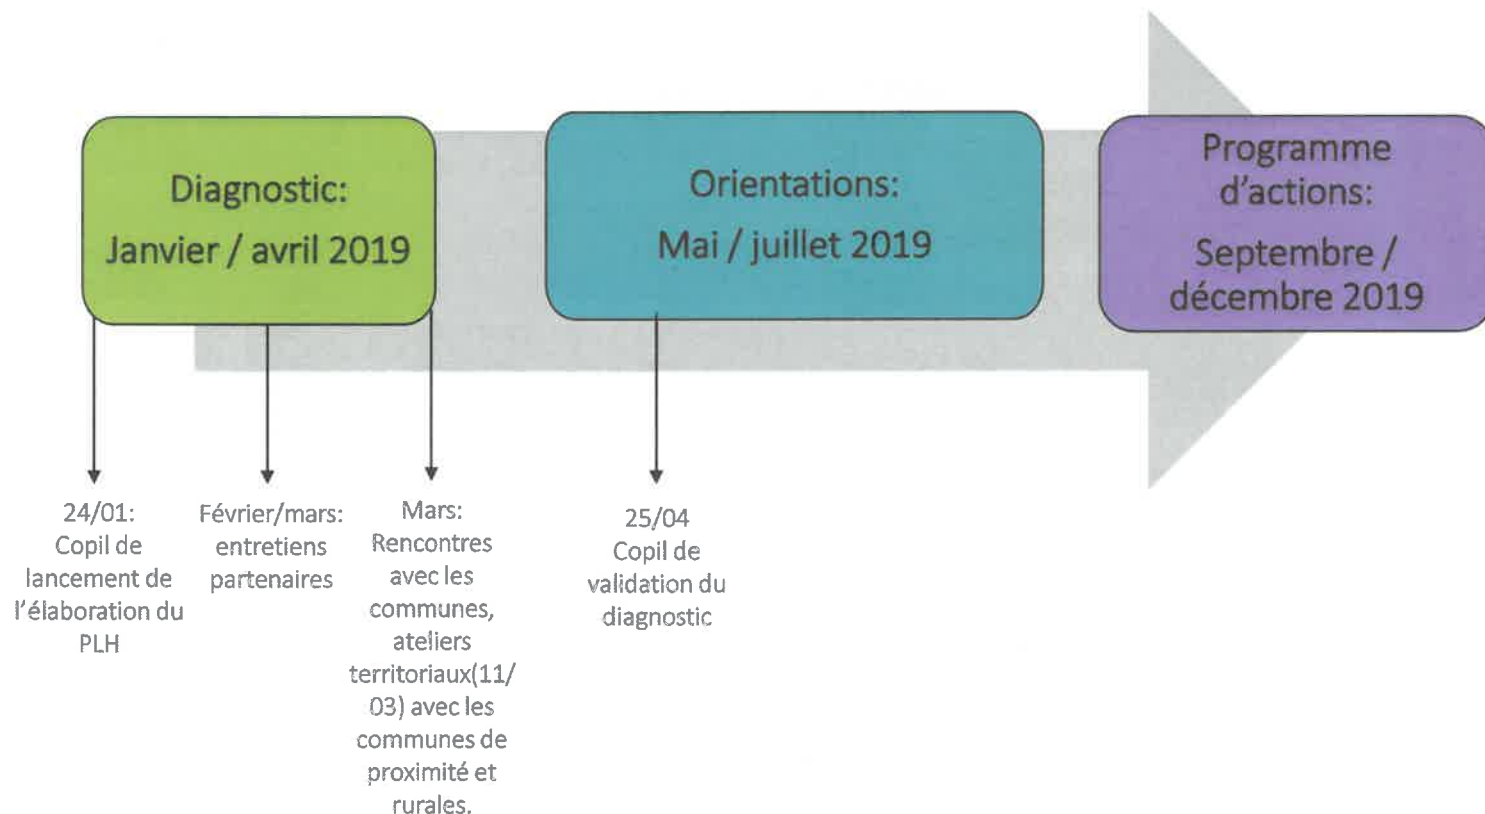 Diagnostic:
Janvier / avril 2019
Orientations:
Mai / juillet 2019
Programme
d'actions:
Septembre /
décembre 2019
24/01:
Copil de
lancement de
l'élaboration du
PLH
Février/mars:
entretiens
partenaires
Mars:
Rencontres
avec les
communes,
ateliers
territoriaux(11/
03) avec les
communes de
proximité et
rurales.
25/04
Copil de
validation du
diagnostic